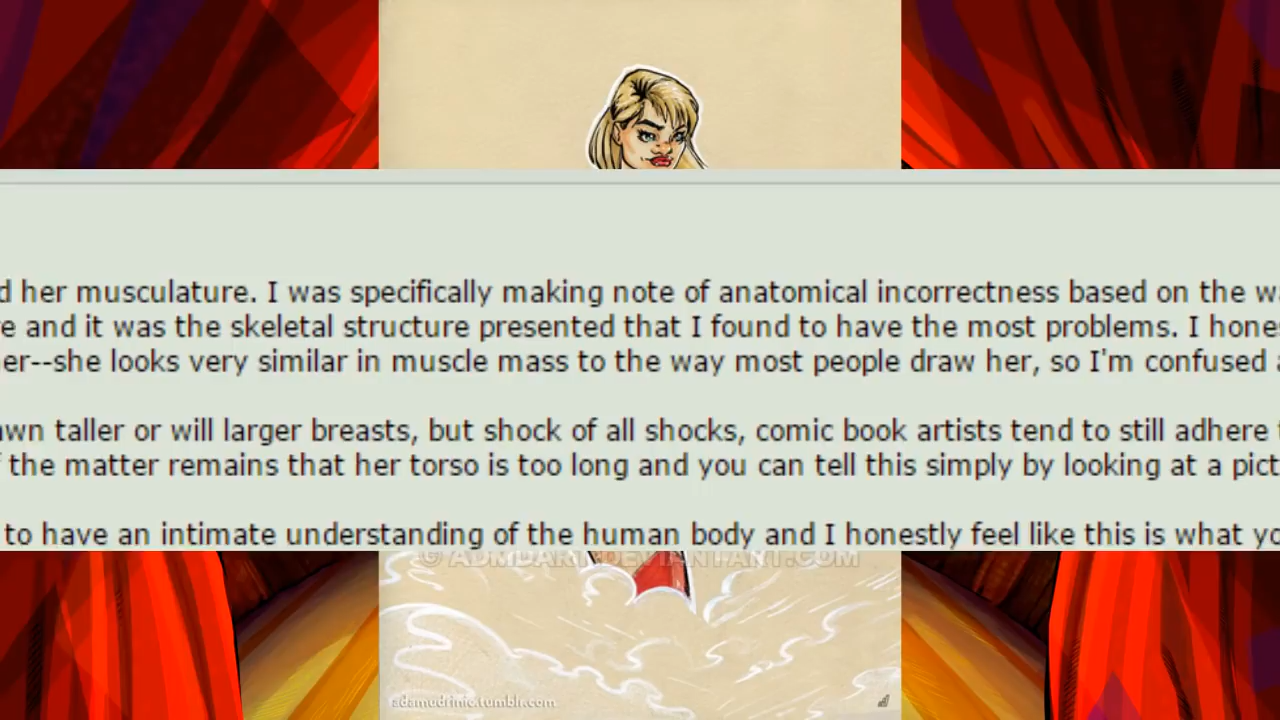 d her musculature. I was specifically making note of anatomical incorrectness based on the wa
e and it was the skeletal structure presented that I found to have the most problems. I hones
er--she looks very similar in muscle mass to the way most people draw her, so I'm confused a
awn taller or will larger breasts, but shock of all shocks, comic book artists tend to still adhere t
f the matter remains that her torso is too long and you can tell this simply by looking at a pict
to have an intimate understanding of the human body and I honestly feel like this is what yo
© ADMDART.DEVIANTART.COM
adamudrinic.tumblr.com